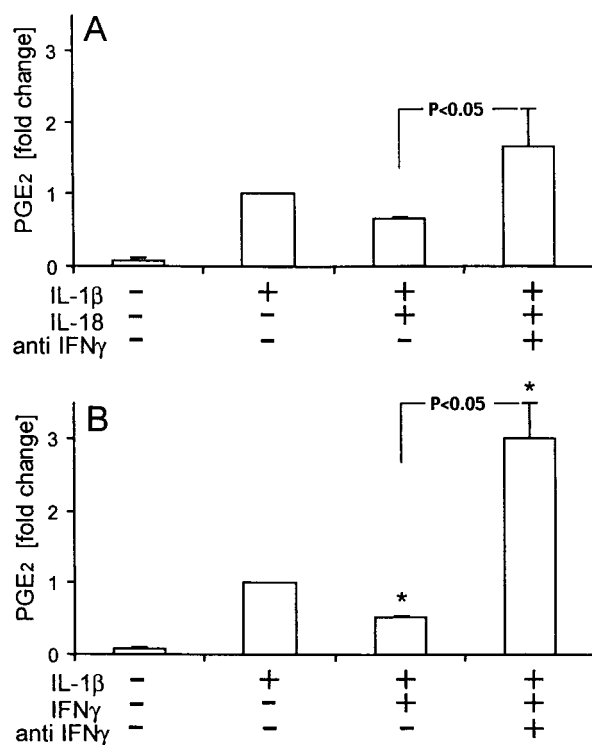 A
PGE2 [fold change]
3
2
1
0
P<0.05
IL-1β − + + +
IL-18 − − + +
anti IFNγ − − − +
B
PGE2 [fold change]
3
2
1
0
P<0.05
*
*
IL-1β − + + +
IFNγ − − + +
anti IFNγ − − − +